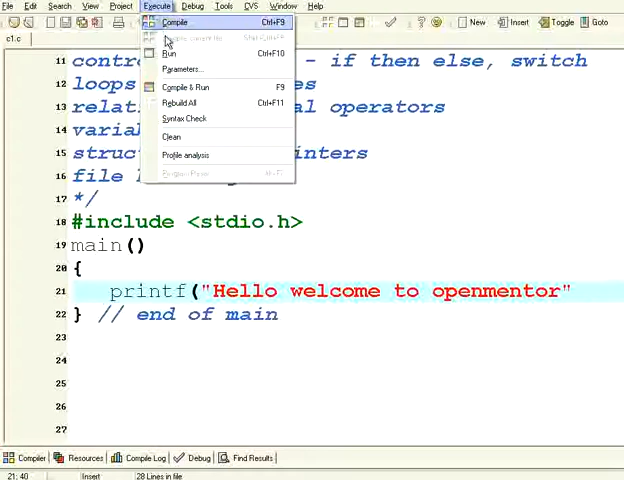 File Edit Search View Project Execute Debug Tools CVS Window Help
Compile Ctrl+F9
New Insert Toggle Goto
c1.c
Run Ctrl+F10
Parameters...
Compile & Run F9
Rebuild All Ctrl+F11
Syntax Check
Clean
Profile analysis
11 contro - if then else, switch
12 loops es
13 relat al operators
14 varia
15 struc inters
16 file
17 */
18 #include <stdio.h>
19 main()
20 {
21 printf("Hello welcome to openmentor"
22 } // end of main
23
24
25
26
27
Compiler Resources Compile Log Debug Find Results
21: 40 Insert 28 Lines in file